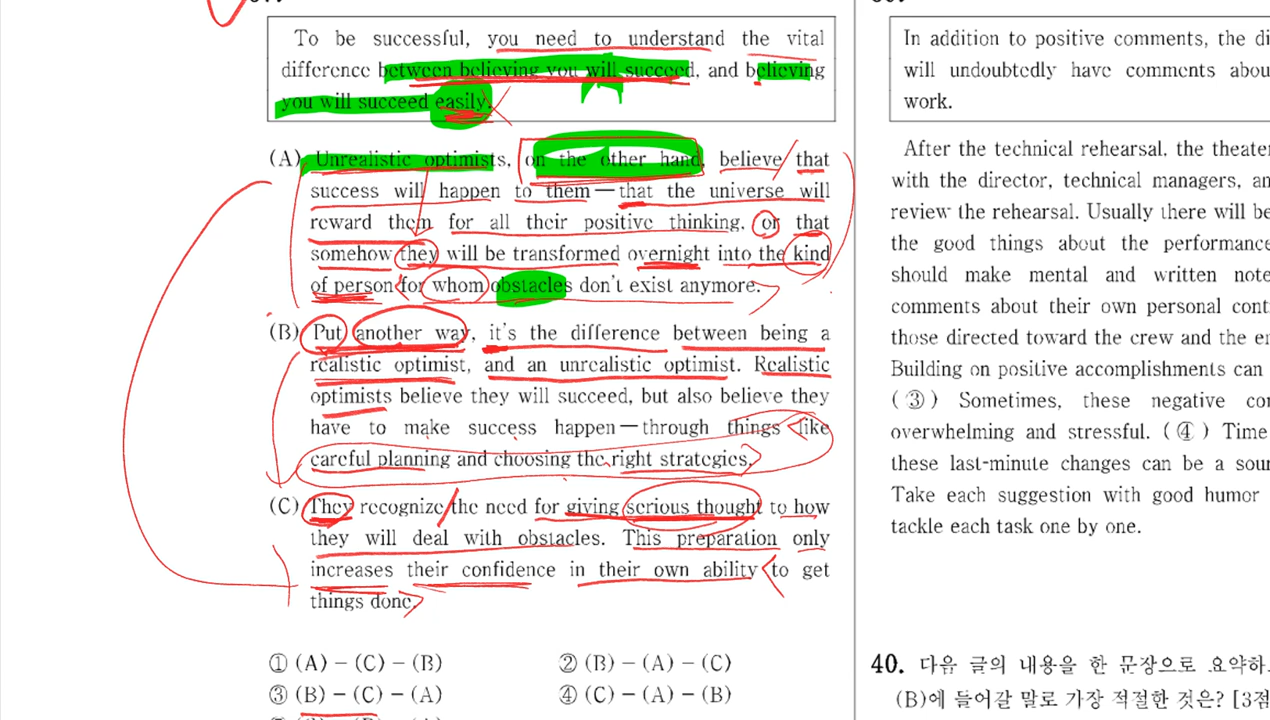 To be successful, you need to understand the vital
difference between believing you will succeed, and believing
you will succeed easily.
(A) Unrealistic optimists, on the other hand, believe that
success will happen to them—that the universe will
reward them for all their positive thinking, or that
somehow they will be transformed overnight into the kind
of person for whom obstacles don't exist anymore.
(B) Put another way, it's the difference between being a
realistic optimist, and an unrealistic optimist. Realistic
optimists believe they will succeed, but also believe they
have to make success happen—through things like
careful planning and choosing the right strategies.
(C) They recognize the need for giving serious thought to how
they will deal with obstacles. This preparation only
increases their confidence in their own ability to get
things done.
① (A) - (C) - (B) ② (B) - (A) - (C)
③ (B) - (C) - (A) ④ (C) - (A) - (B)
In addition to positive comments, the
will undoubtedly have comments
work.
After the technical rehearsal, the
with the director, technical managers,
review the rehearsal. Usually there will be
the good things about the performance
should make mental and written
comments about their own personal
those directed toward the crew and the
Building on positive accomplishments can
( ③ ) Sometimes, these negative
overwhelming and stressful. ( ④ ) Time
these last-minute changes can be a
Take each suggestion with good humor
tackle each task one by one.
40. 다음 글의 내용을 한 문장으로
(B)에 들어갈 말로 가장 적절한 것은? [3점